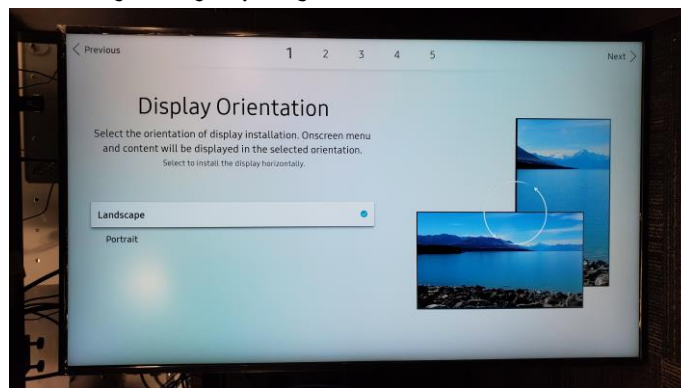 < Previous
1 2 3 4 5
Next >
Display Orientation
Select the orientation of display installation. Onscreen menu
and content will be displayed in the selected orientation.
Select to install the display horizontally.
Landscape
Portrait